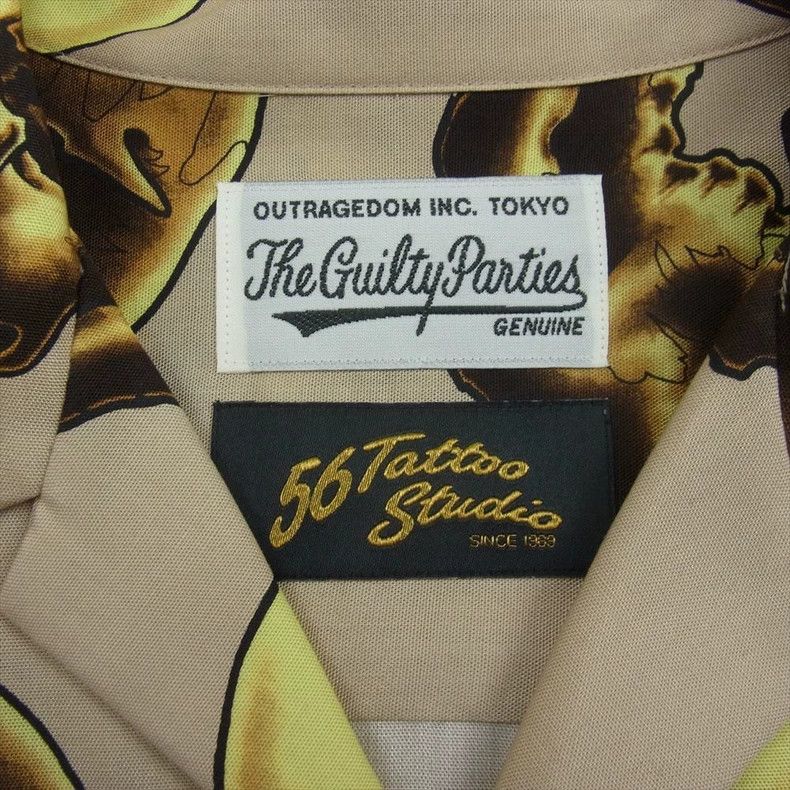 OUTRAGEDOM INC. TOKYO
The Guilty Parties
GENUINE
56 Tattoo
Studio
SINCE 1989